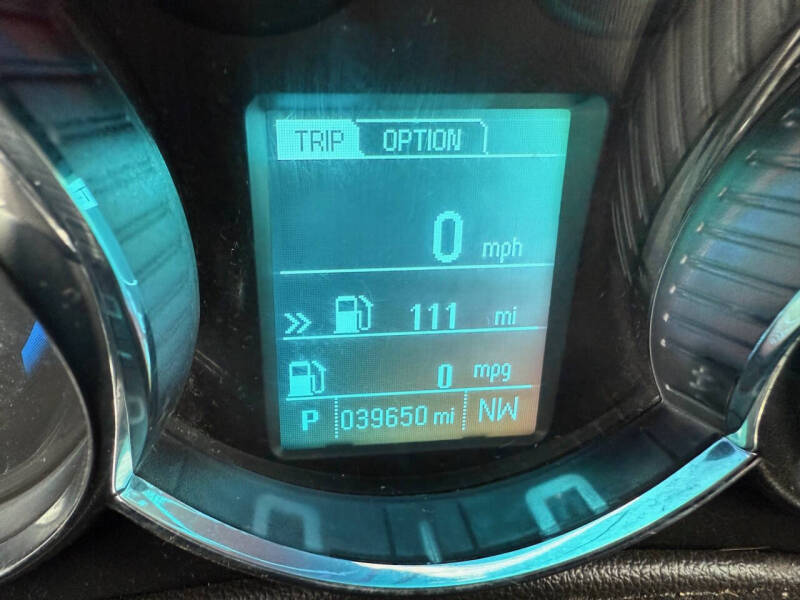 TRIP OPTION
0 mph
>> 111 mi
0 mpg
P 039650 mi NW